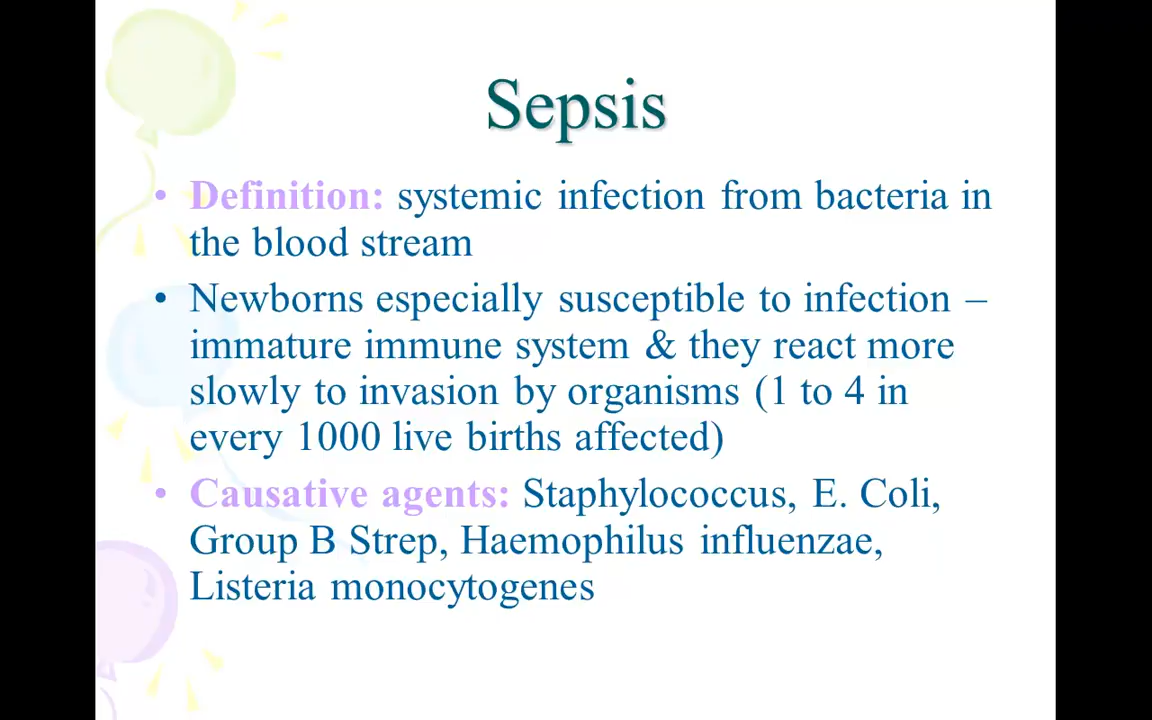 Sepsis
• Definition: systemic infection from bacteria in
the blood stream
• Newborns especially susceptible to infection –
immature immune system & they react more
slowly to invasion by organisms (1 to 4 in
every 1000 live births affected)
• Causative agents: Staphylococcus, E. Coli,
Group B Strep, Haemophilus influenzae,
Listeria monocytogenes